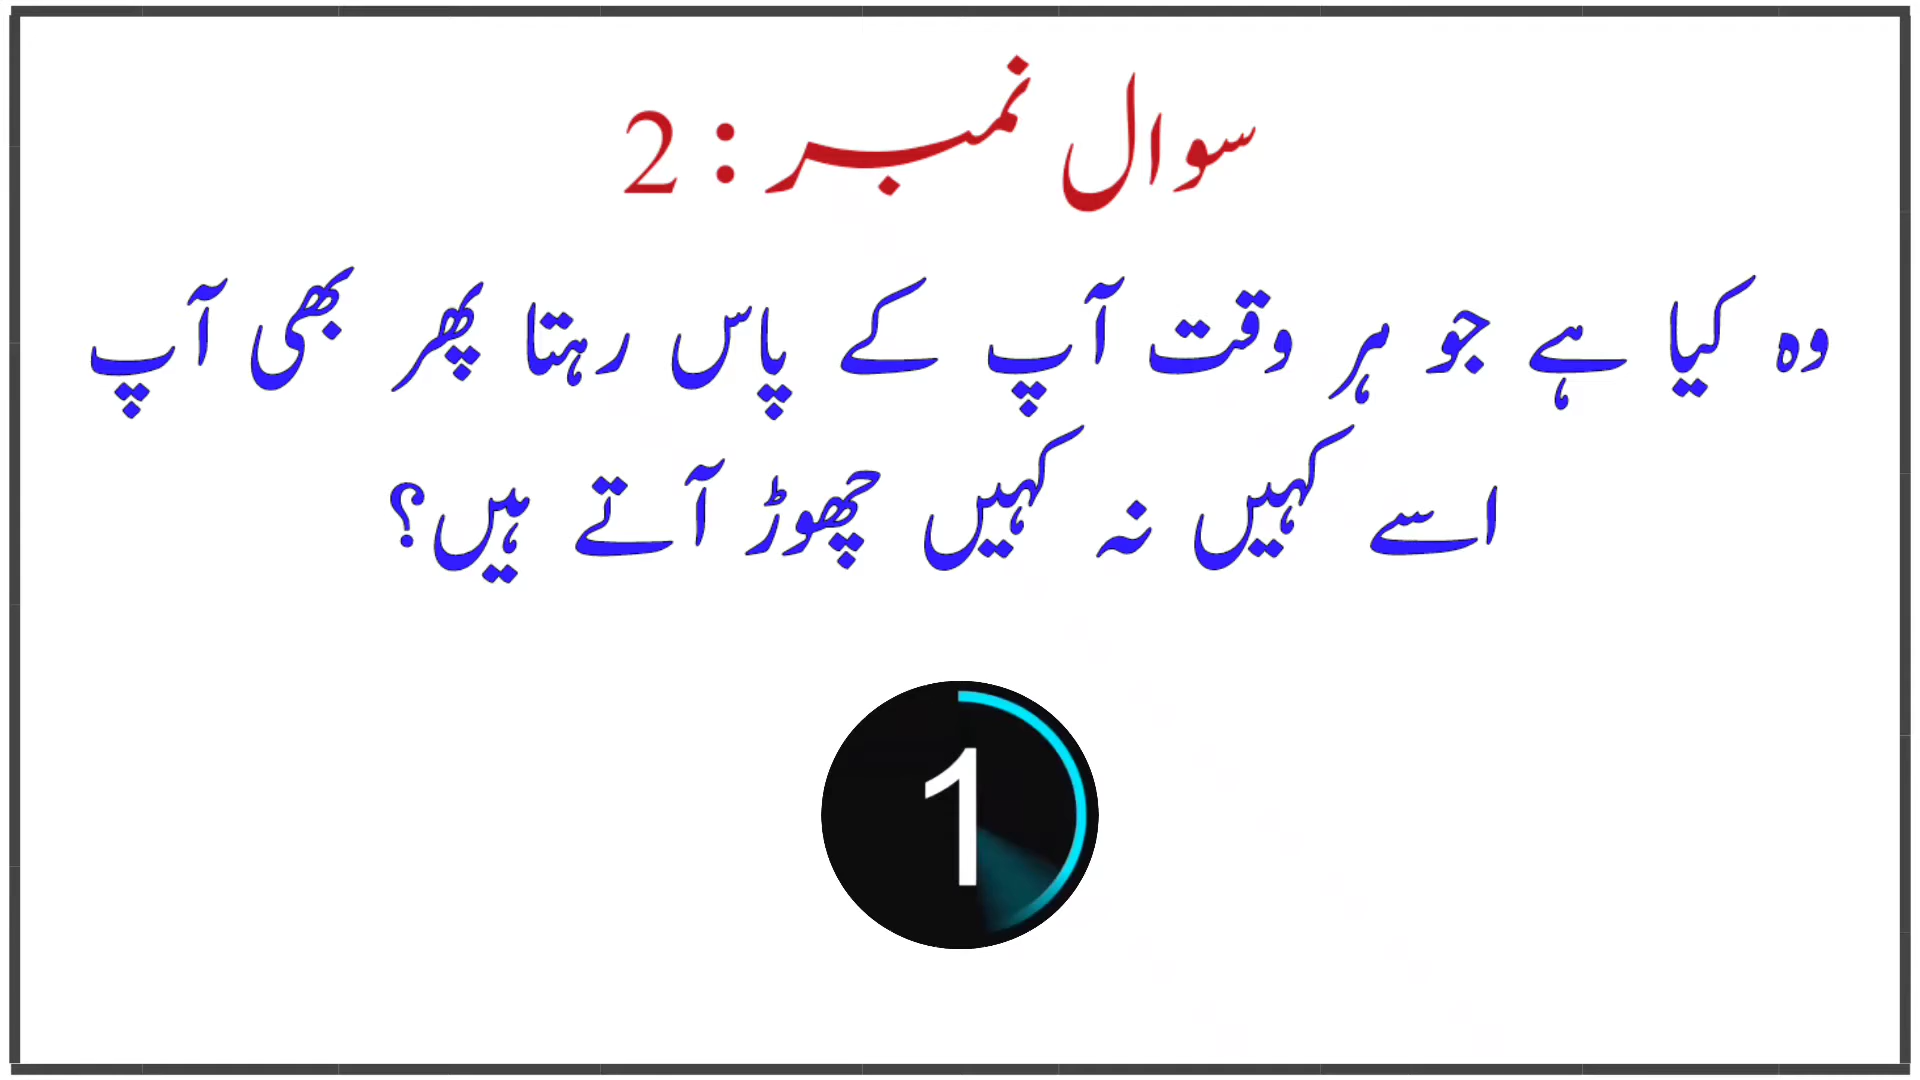 سوال نمبر : 2
وہ کیا ہے جو ہر وقت آپ کے پاس رہتا پھر بھی آپ
اسے کہیں نہ کہیں چھوڑ آتے ہیں؟
1